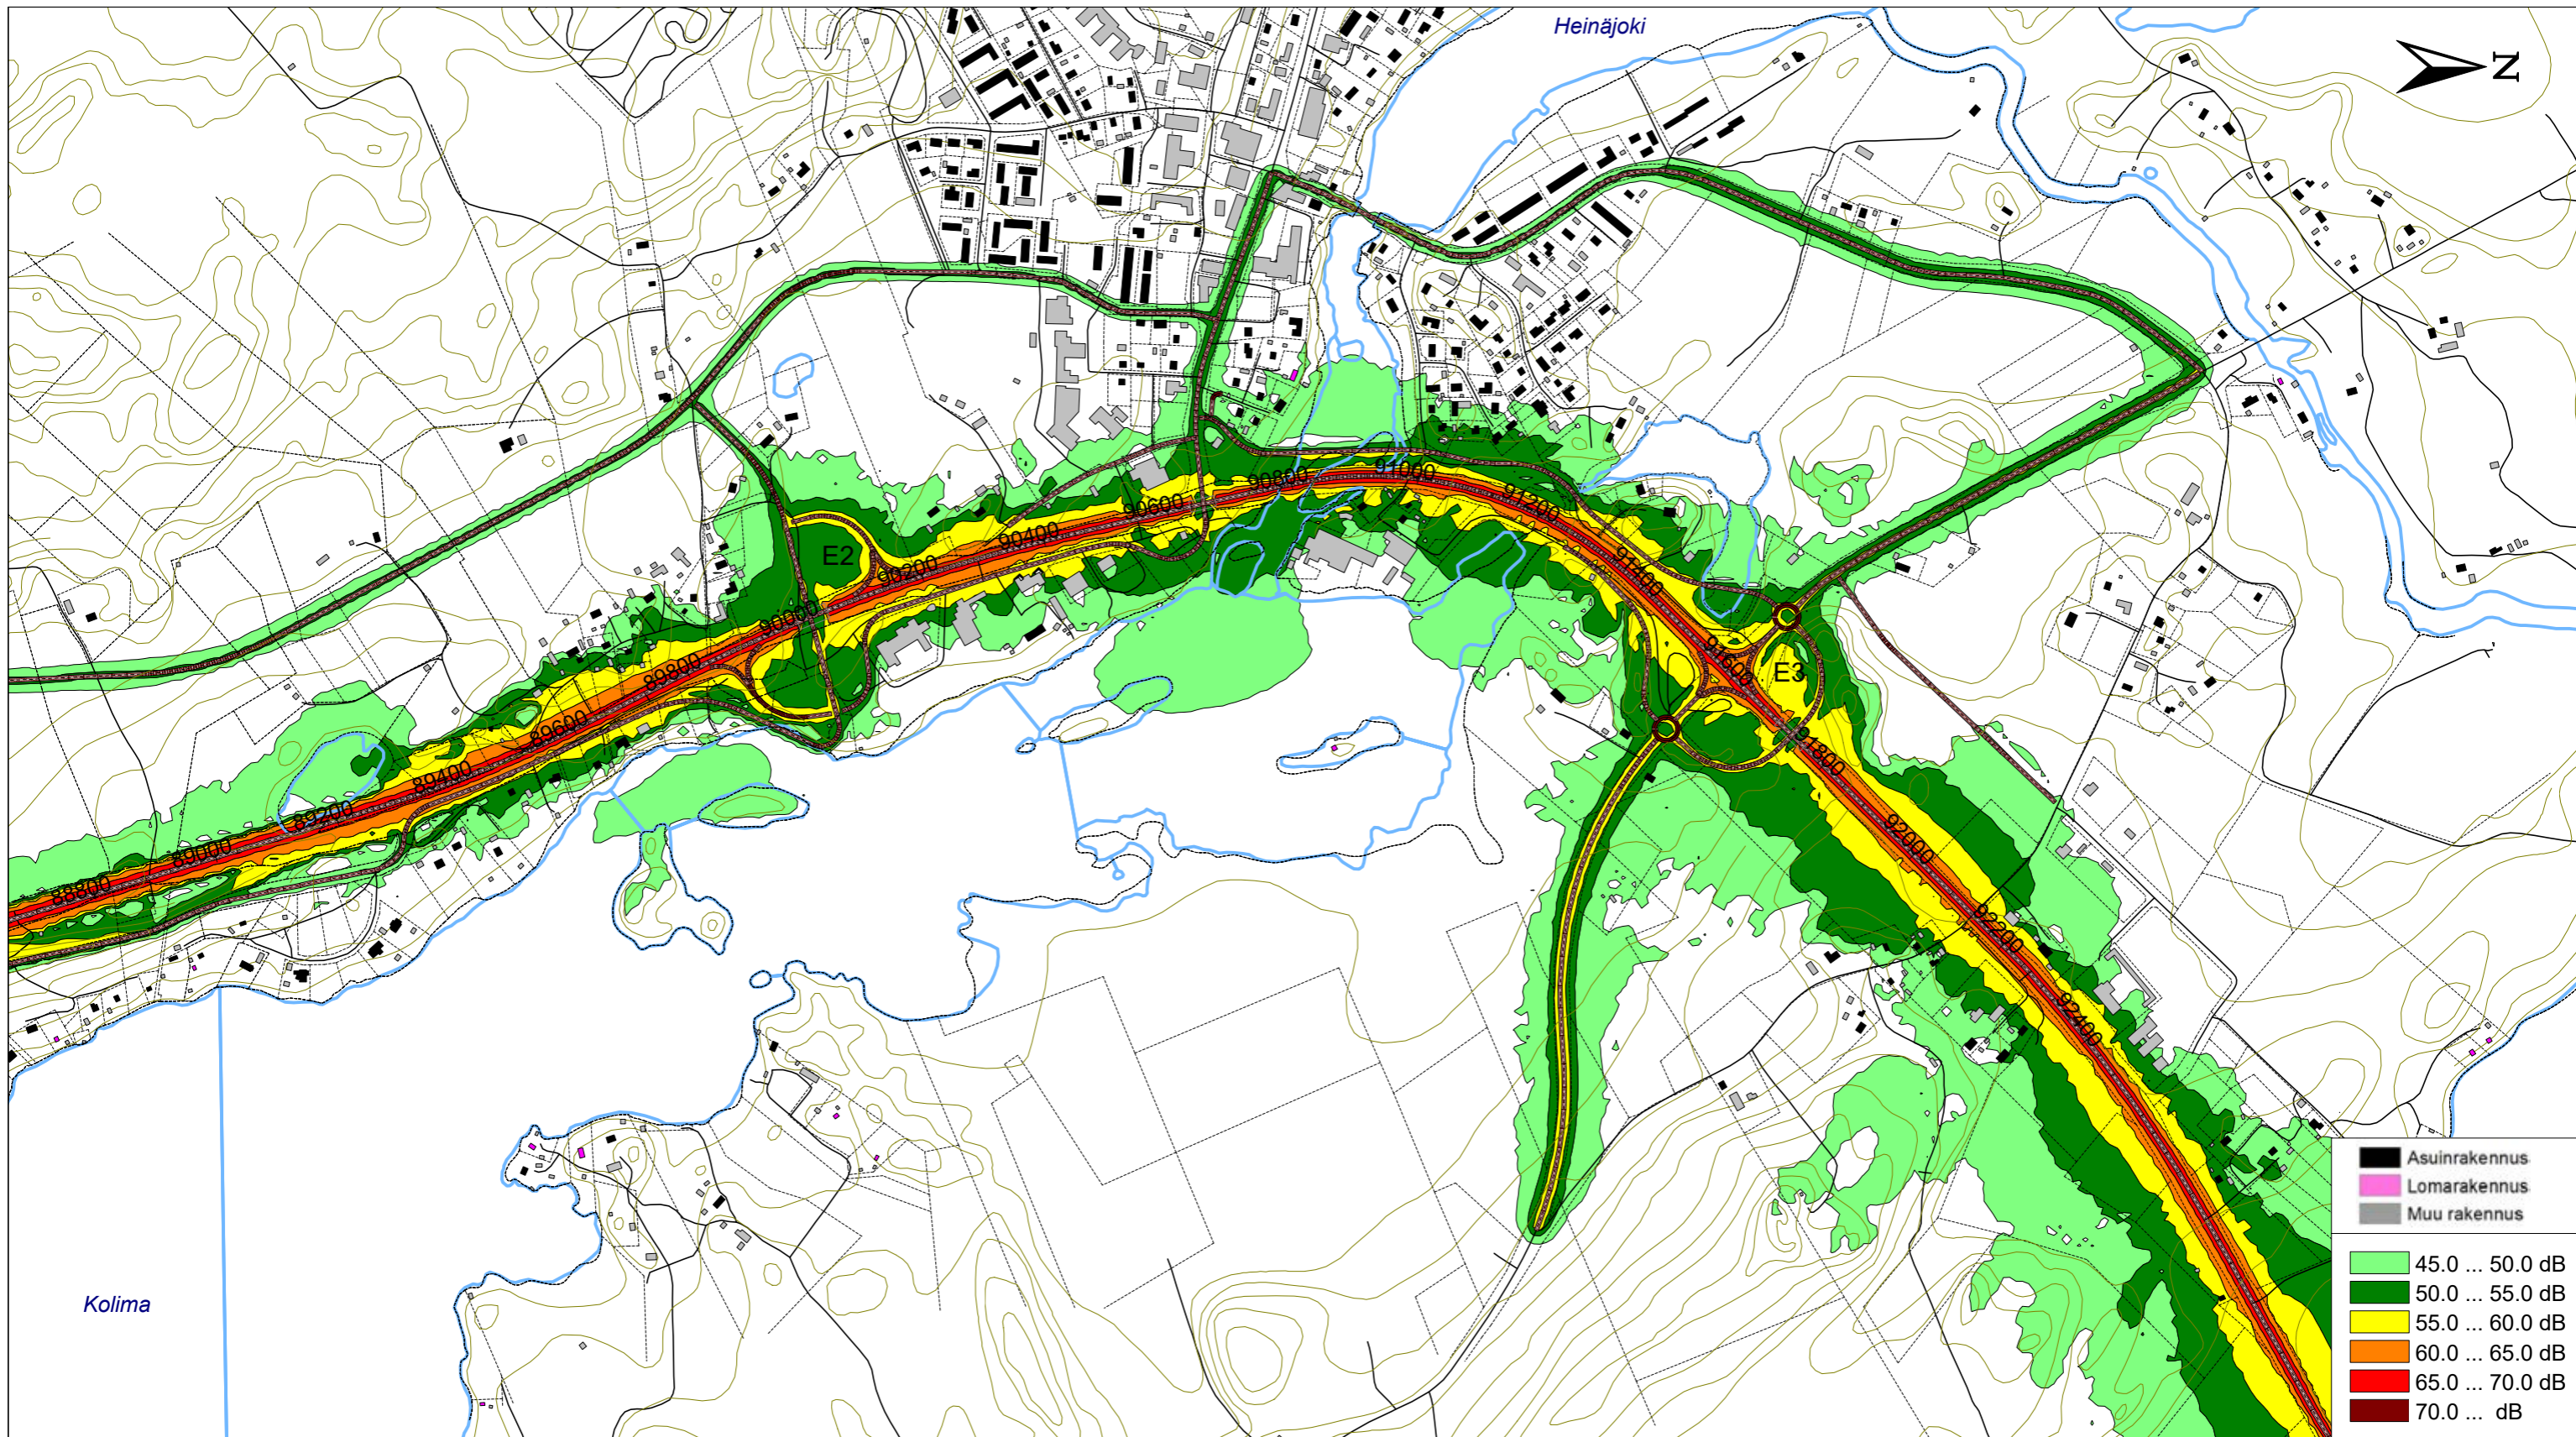 Heinäjoki
N
91000
90800
91200
90600
90400
E2
90200
91400
90000
91600
E3
89800
89600
91800
89400
89200
92000
89000
88800
92200
92400
Kolima
Asuinrakennus
Lomarakennus
Muu rakennus
45.0 ... 50.0 dB
50.0 ... 55.0 dB
55.0 ... 60.0 dB
60.0 ... 65.0 dB
65.0 ... 70.0 dB
70.0 ... dB